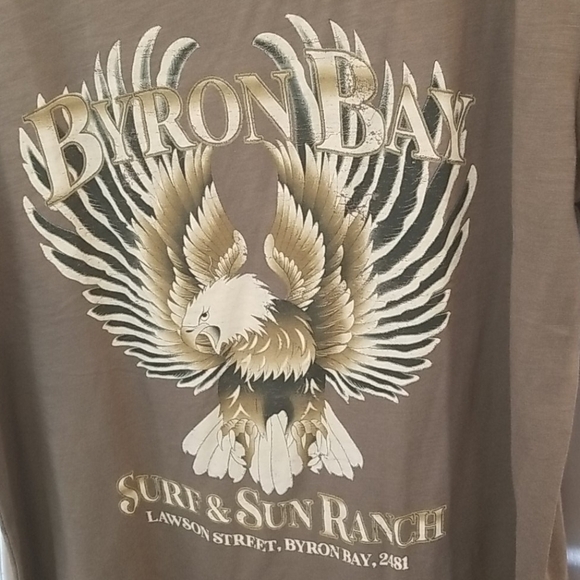 BYRON BAY
SURF & SUN RANCH
LAWSON STREET, BYRON BAY, 2481